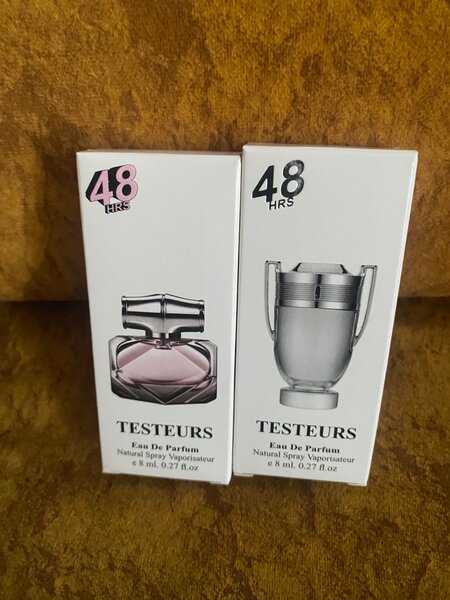 48
HRS
TESTEURS
Eau De Parfum
Natural Spray Vaporisateur
e 8 ml. 0.27 fl.oz
48
HRS
TESTEURS
Eau De Parfum
Natural Spray Vaporisateur
e 8 ml. 0.27 fl.oz